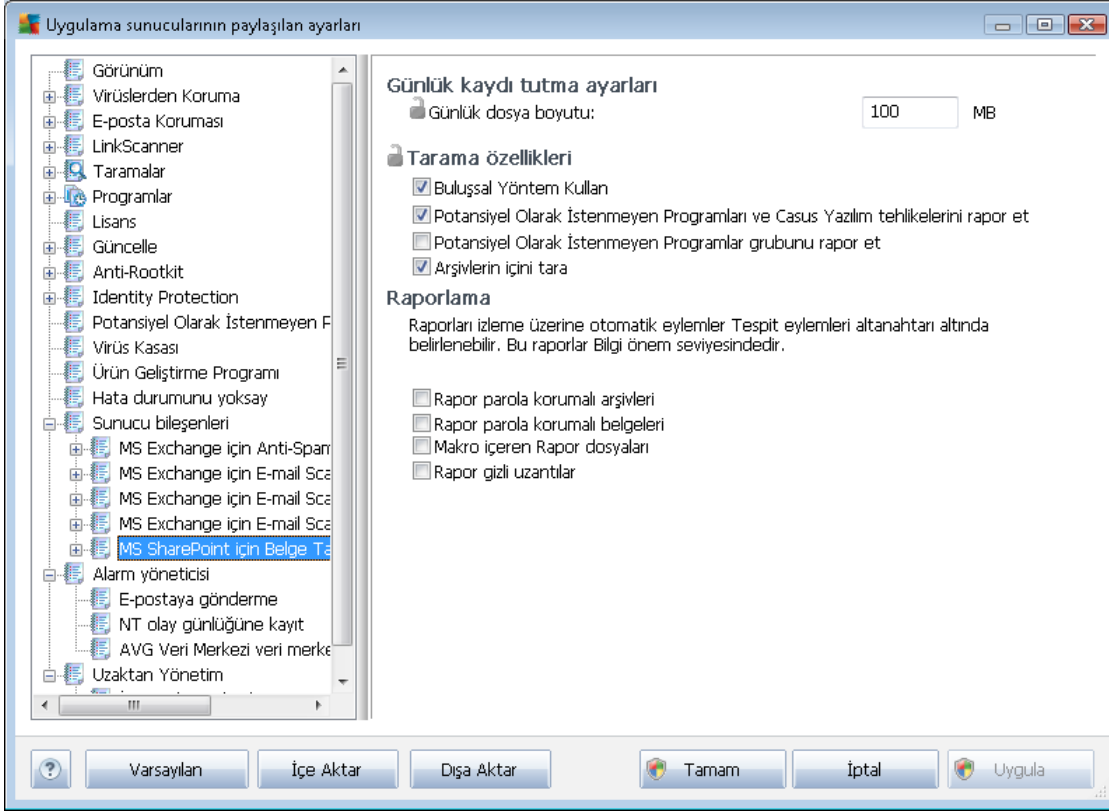 Uygulama sunucularının paylaşılan ayarları
Görünüm
Virüslerden Koruma
E-posta Koruması
LinkScanner
Taramalar
Programlar
Lisans
Güncelle
Anti-Rootkit
Identity Protection
Potansiyel Olarak İstenmeyen P
Virüs Kasası
Ürün Geliştirme Programı
Hata durumunu yoksay
Sunucu bileşenleri
MS Exchange için Anti-Spam
MS Exchange için E-mail Sca
MS Exchange için E-mail Sca
MS Exchange için E-mail Sca
MS SharePoint için Belge Ta
Alarm yöneticisi
E-postaya gönderme
NT olay günlüğüne kayıt
AVG Veri Merkezi veri merke
Uzaktan Yönetim
Günlük kaydı tutma ayarları
Günlük dosya boyutu: 100 MB
Tarama özellikleri
Buluşsal Yöntem Kullan
Potansiyel Olarak İstenmeyen Programları ve Casus Yazılım tehlikelerini rapor et
Potansiyel Olarak İstenmeyen Programlar grubunu rapor et
Arşivlerin içini tara
Raporlama
Raporları izleme üzerine otomatik eylemler Tespit eylemleri altanahtarı altında
belirlenebilir. Bu raporlar Bilgi önem seviyesindedir.
Rapor parola korumalı arşivleri
Rapor parola korumalı belgeleri
Makro içeren Rapor dosyaları
Rapor gizli uzantılar
? Varsayılan İçe Aktar Dışa Aktar Tamam İptal Uygula